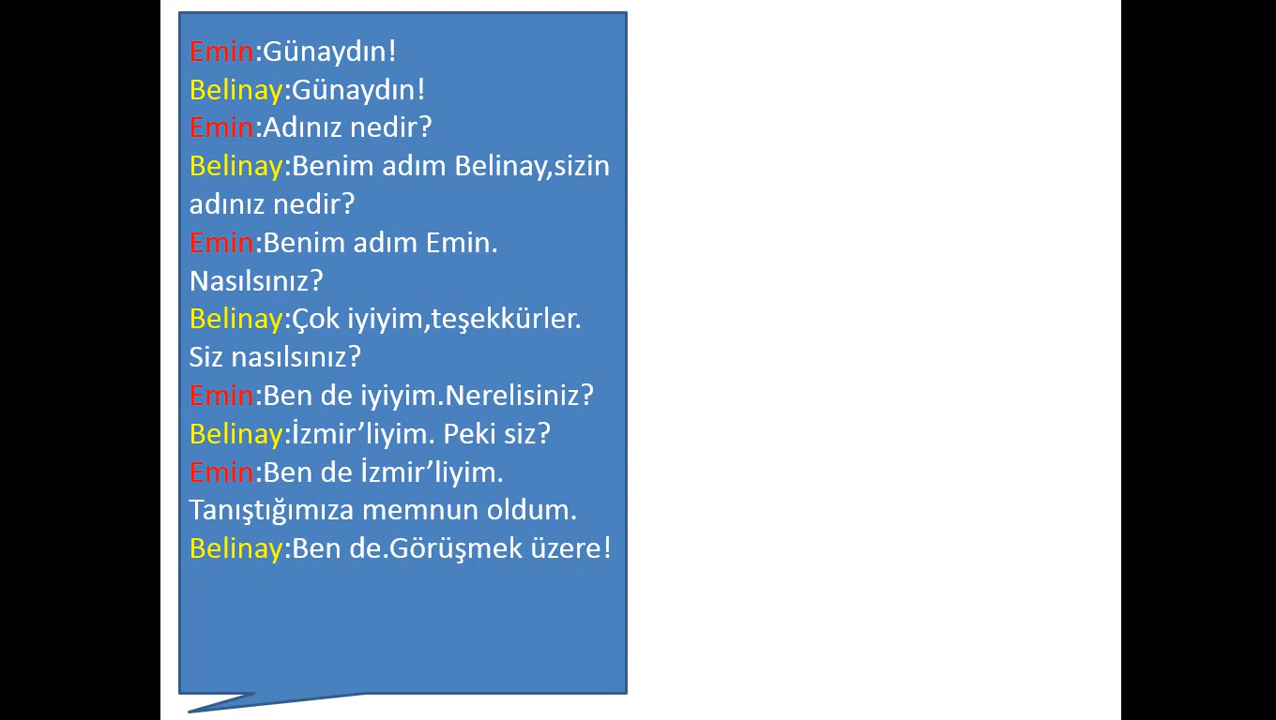 Emin:Günaydın!
Belinay:Günaydın!
Emin:Adınız nedir?
Belinay:Benim adım Belinay,sizin
adınız nedir?
Emin:Benim adım Emin.
Nasılsınız?
Belinay:Çok iyiyim,teşekkürler.
Siz nasılsınız?
Emin:Ben de iyiyim.Nerelisiniz?
Belinay:İzmir’liyim. Peki siz?
Emin:Ben de İzmir’liyim.
Tanıştığımıza memnun oldum.
Belinay:Ben de.Görüşmek üzere!